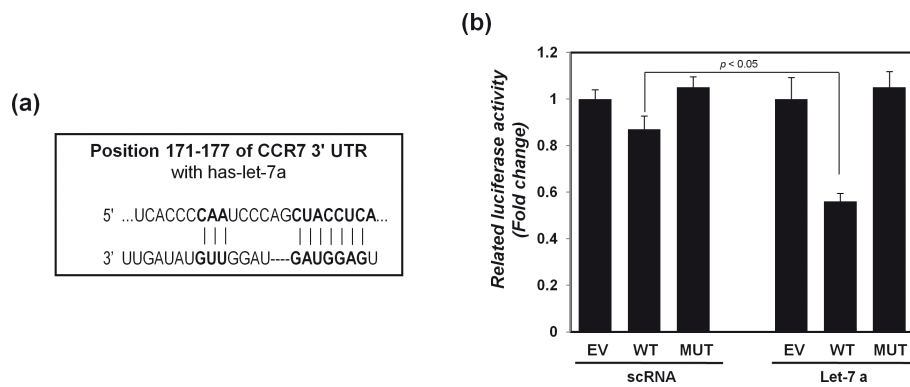 (a)
Position 171-177 of CCR7 3' UTR
with has-let-7a
5' ...UCACCCCAAUCCCAGCUACCUCA...
3' UUGAUAUGUUGGAU----GAUGGAGU
(b)
Related luciferase activity
(Fold change)
1.2
1
0.8
0.6
0.4
0.2
0
p < 0.05
EV WT MUT EV WT MUT
scRNA Let-7 a